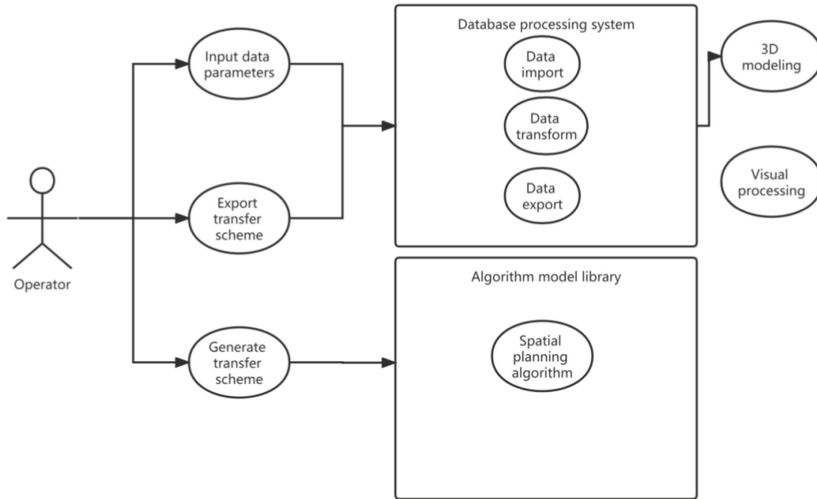 Database processing system
Input data
parameters
Data
import
3D
modeling
Data
transform
Export
transfer
scheme
Data
export
Visual
processing
Operator
Algorithm model library
Generate
transfer
scheme
Spatial
planning
algorithm